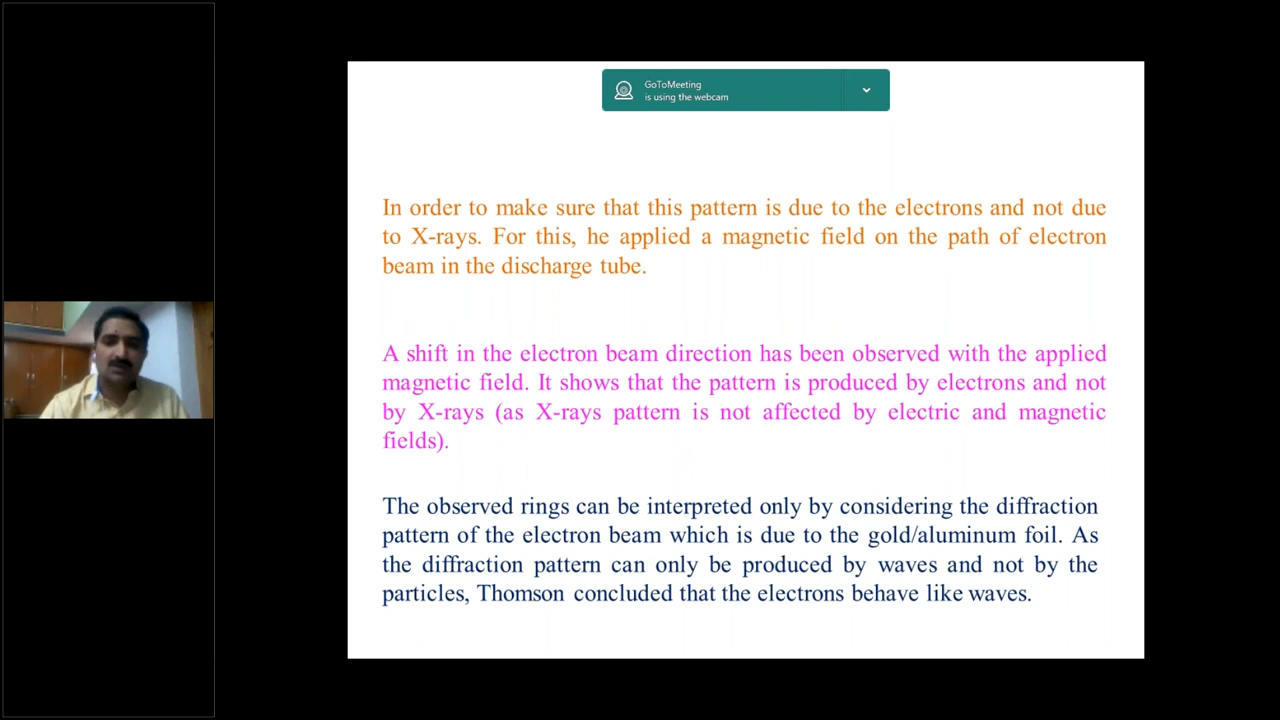 GoToMeeting
is using the webcam
In order to make sure that this pattern is due to the electrons and not due
to X-rays. For this, he applied a magnetic field on the path of electron
beam in the discharge tube.
A shift in the electron beam direction has been observed with the applied
magnetic field. It shows that the pattern is produced by electrons and not
by X-rays (as X-rays pattern is not affected by electric and magnetic
fields).
The observed rings can be interpreted only by considering the diffraction
pattern of the electron beam which is due to the gold/aluminum foil. As
the diffraction pattern can only be produced by waves and not by the
particles, Thomson concluded that the electrons behave like waves.